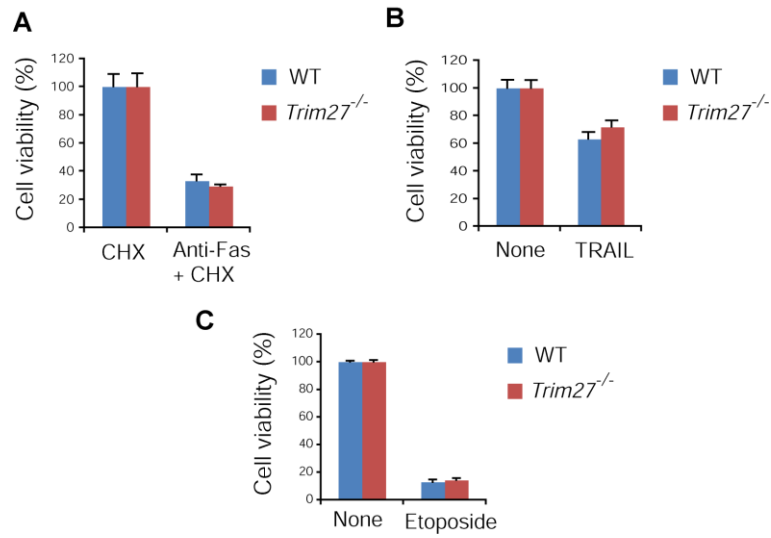 A
Cell viability (%)
120
100
80
60
40
20
0
CHX
Anti-Fas
+ CHX
WT
Trim27-/-
B
Cell viability (%)
120
100
80
60
40
20
0
None
TRAIL
WT
Trim27-/-
C
Cell viability (%)
120
100
80
60
40
20
0
None
Etoposide
WT
Trim27-/-